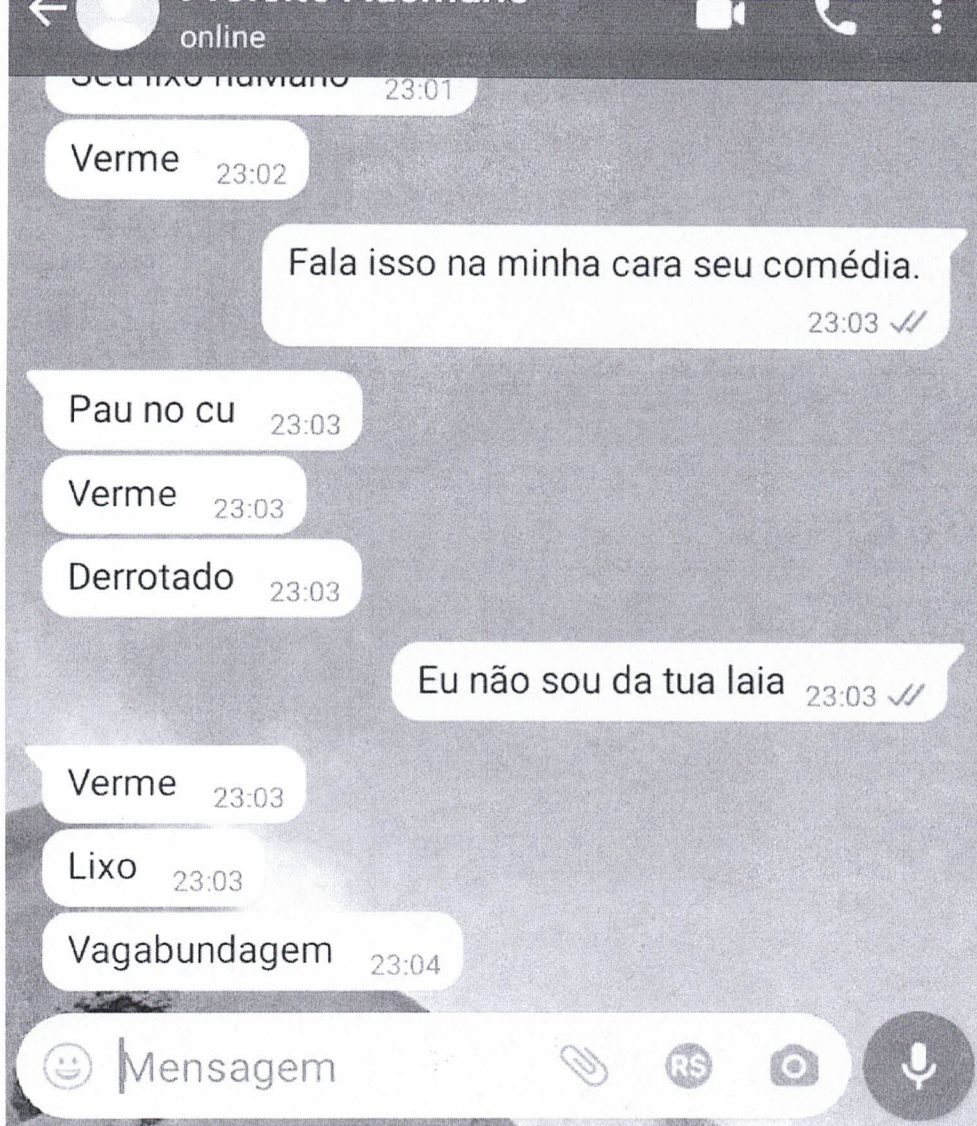 online
23:01
Verme 23:02
Fala isso na minha cara seu comédia.
23:03
Pau no cu 23:03
Verme 23:03
Derrotado 23:03
Eu não sou da tua laia 23:03
Verme 23:03
Lixo 23:03
Vagabundagem 23:04
Mensagem R$